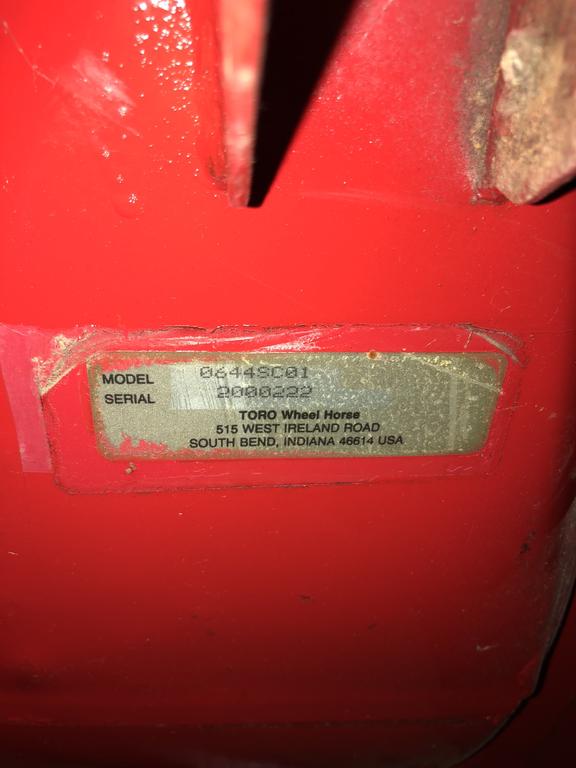 MODEL 0644SC01
SERIAL 2000222
TORO Wheel Horse
515 WEST IRELAND ROAD
SOUTH BEND, INDIANA 46614 USA